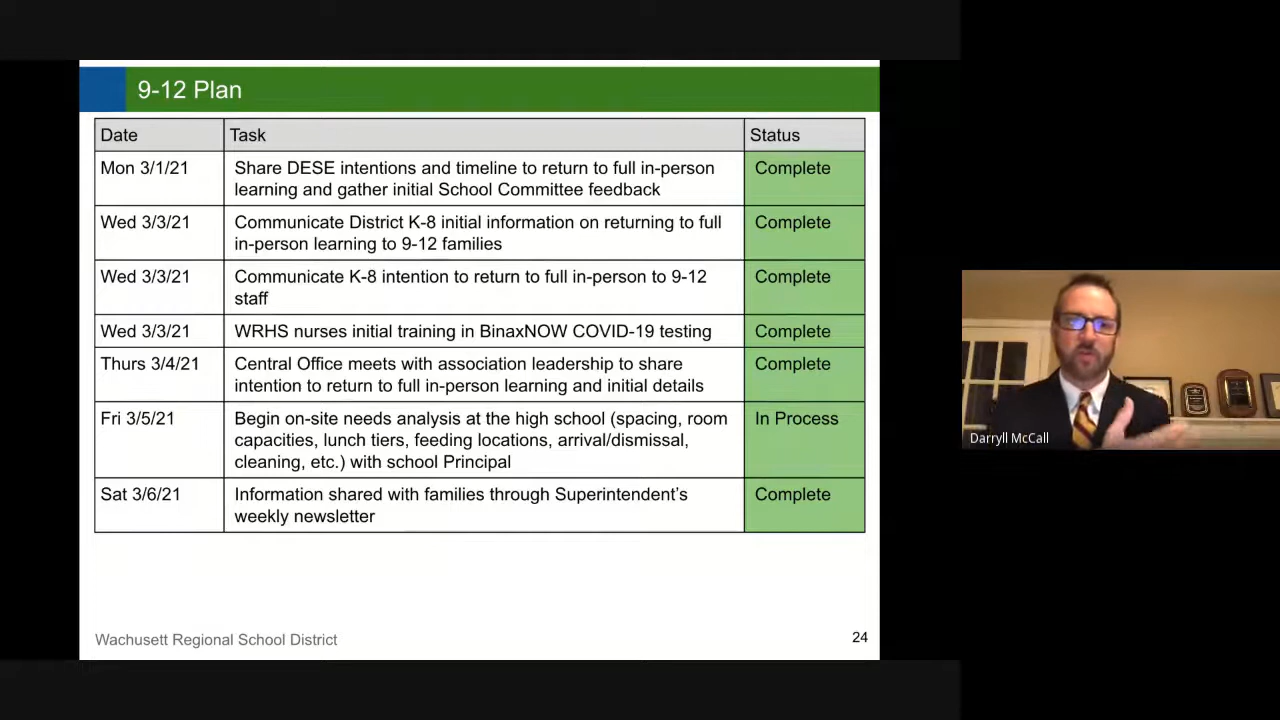 9-12 Plan
Date Task Status
Mon 3/1/21 Share DESE intentions and timeline to return to full in-person Complete
learning and gather initial School Committee feedback
Wed 3/3/21 Communicate District K-8 initial information on returning to full Complete
in-person learning to 9-12 families
Wed 3/3/21 Communicate K-8 intention to return to full in-person to 9-12 Complete
staff
Wed 3/3/21 WRHS nurses initial training in BinaxNOW COVID-19 testing Complete
Thurs 3/4/21 Central Office meets with association leadership to share Complete
intention to return to full in-person learning and initial details
Fri 3/5/21 Begin on-site needs analysis at the high school (spacing, room In Process
capacities, lunch tiers, feeding locations, arrival/dismissal,
cleaning, etc.) with school Principal
Sat 3/6/21 Information shared with families through Superintendent's Complete
weekly newsletter
Wachusett Regional School District 24
Darryll McCall